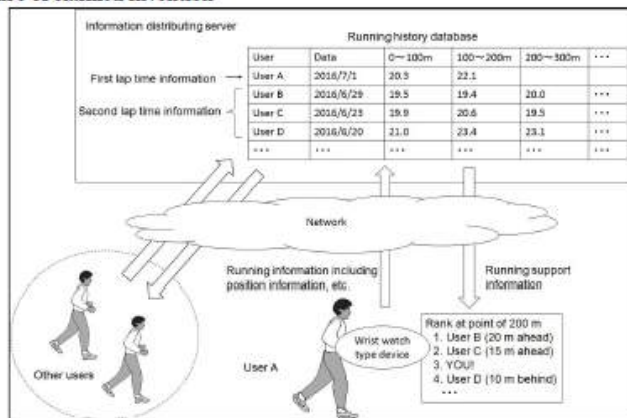 Information distributing server
Running history database
User Data 0～100m 100～200m 200～300m ･･･
First lap time information
User A 2016/7/1 20.3 22.1
Second lap time information
User B 2016/6/29 19.5 19.4 20.0
User C 2016/6/23 19.9 20.6 19.5
User D 2016/6/20 21.0 23.4 23.1
･･･ ･･･ ･･･ ･･･ ･･･ ･･･
Network
Running information including
position information, etc.
Running support
information
Other users
User A
Wrist watch
type device
Rank at point of 200 m
1. User B (20 m ahead)
2. User C (15 m ahead)
3. YOU!
4. User D (10 m behind)
･･･